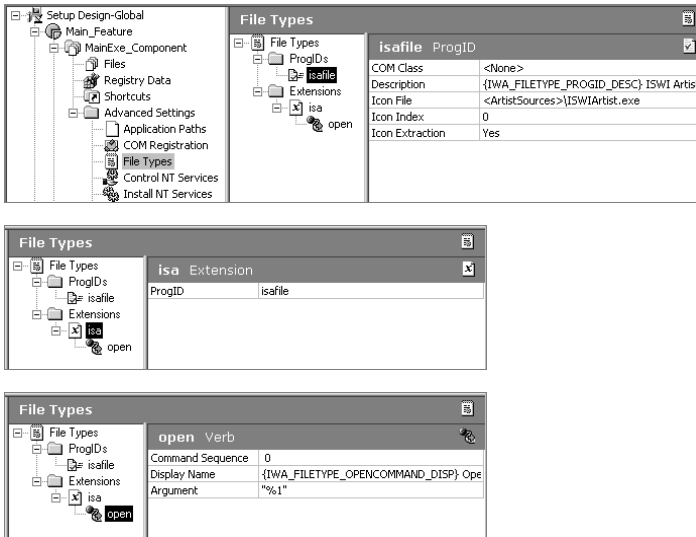 Setup Design-Global
Main_Feature
MainExe_Component
Files
Registry Data
Shortcuts
Advanced Settings
Application Paths
COM Registration
File Types
Control NT Services
Install NT Services
File Types
File Types
ProgIDs
isafile
Extensions
isa
open
isafile ProgID
COM Class <None>
Description {IWA_FILETYPE_PROGID_DESC} ISWI Artis
Icon File <ArtistSources>\ISWIArtist.exe
Icon Index 0
Icon Extraction Yes
File Types
File Types
ProgIDs
isafile
Extensions
isa
open
isa Extension
ProgID isafile
File Types
File Types
ProgIDs
isafile
Extensions
isa
open
open Verb
Command Sequence 0
Display Name {IWA_FILETYPE_OPENCOMMAND_DISP} Ope
Argument "%1"